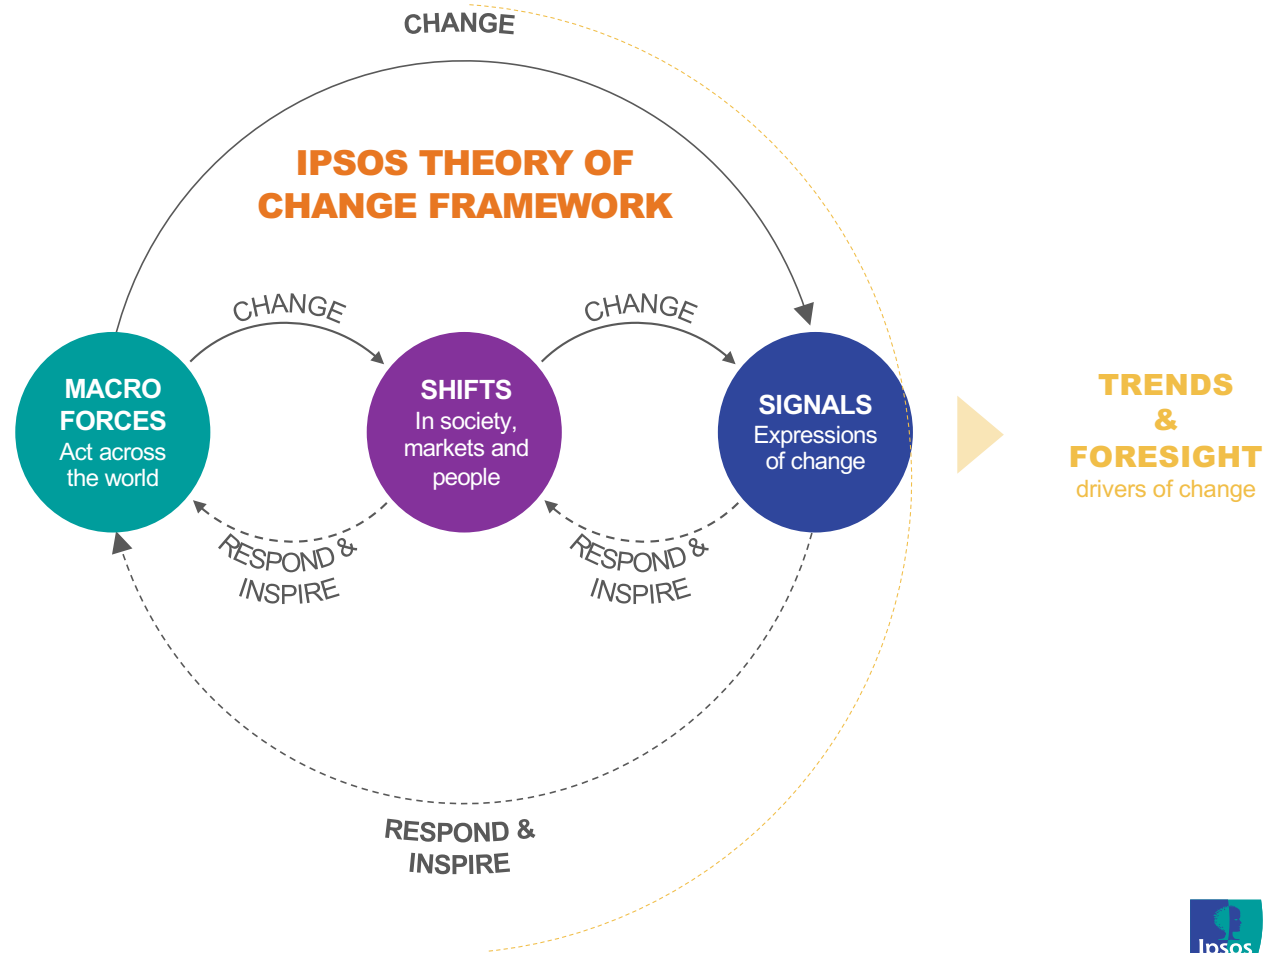 CHANGE
IPSOS THEORY OF
CHANGE FRAMEWORK
CHANGE
CHANGE
MACRO
FORCES
Act across
the world
SHIFTS
In society,
markets and
people
SIGNALS
Expressions
of change
TRENDS
&
FORESIGHT
drivers of change
RESPOND &
INSPIRE
RESPOND &
INSPIRE
RESPOND &
INSPIRE
Ipsos